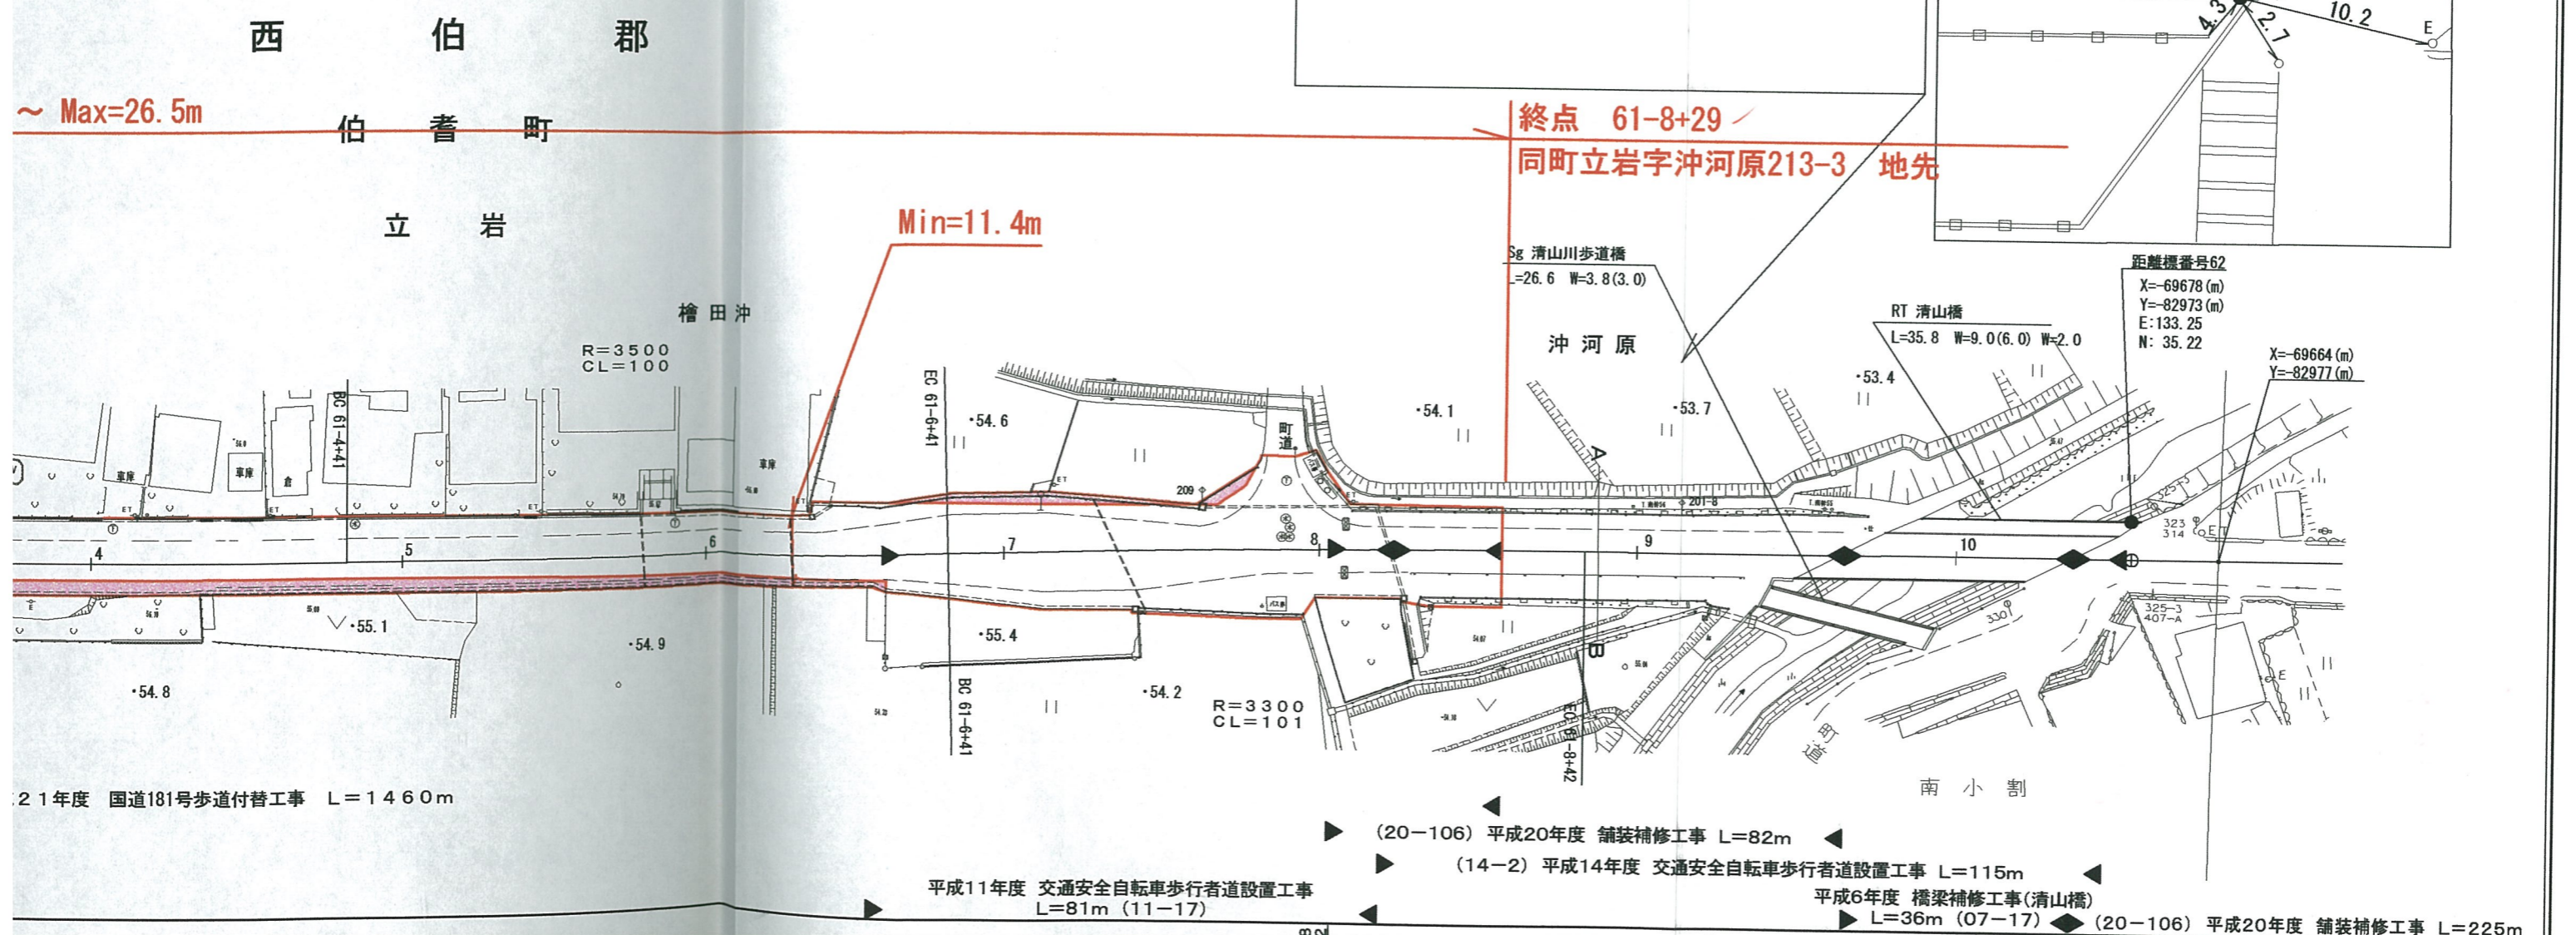 西 伯 郡
4.3
2.7
10.2
E
~ Max=26.5m
伯 耆 町
終点 61-8+29
同町立岩字沖河原213-3 地先
立 岩
Min=11.4m
Sg 清山川歩道橋
L=26.6 W=3.8(3.0)
距離標番号62
X=-69678(m)
Y=-82973(m)
E:133.25
N: 35.22
檜田沖
RT 清山橋
L=35.8 W=9.0(6.0) W=2.0
沖河原
R=3500
CL=100
X=-69664(m)
Y=-82977(m)
BC 61-4+41
EC 61-6+41
・54.6
町道
・54.1
・53.7
・53.4
A
車庫
車庫
倉
車庫
ET
ET
ET
ET
ET
209
201-8
325-3
323
314
4
5
6
7
8
9
10
バス停
・55.1
・54.9
・55.4
325-3
407-A
330
・54.8
・54.2
B
E
R=3300
CL=101
BC 61-6+41
EC 61-8+42
町道
南小割
21年度 国道181号歩道付替工事 L=1460m
(20-106) 平成20年度 舗装補修工事 L=82m
(14-2) 平成14年度 交通安全自転車歩行者道設置工事 L=115m
平成11年度 交通安全自転車歩行者道設置工事
L=81m (11-17)
平成6年度 橋梁補修工事(清山橋)
L=36m (07-17)
(20-106) 平成20年度 舗装補修工事 L=225m